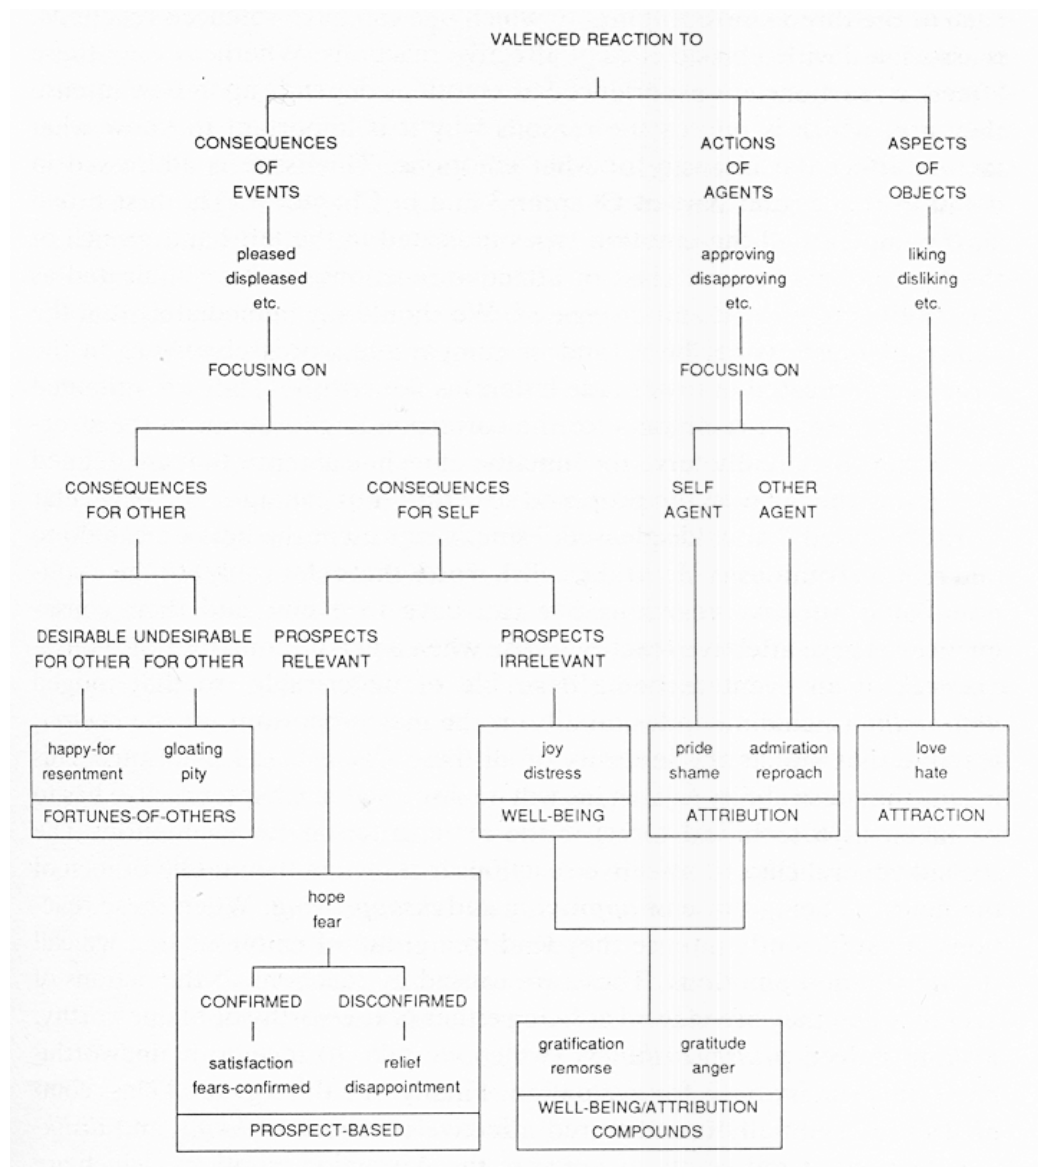 VALENCED REACTION TO
CONSEQUENCES
OF
EVENTS
ACTIONS
OF
AGENTS
ASPECTS
OF
OBJECTS
pleased
displeased
etc.
approving
disapproving
etc.
liking
disliking
etc.
FOCUSING ON
FOCUSING ON
CONSEQUENCES
FOR OTHER
CONSEQUENCES
FOR SELF
SELF
AGENT
OTHER
AGENT
DESIRABLE
FOR OTHER
UNDESIRABLE
FOR OTHER
PROSPECTS
RELEVANT
PROSPECTS
IRRELEVANT
happy-for
resentment
gloating
pity
FORTUNES-OF-OTHERS
joy
distress
WELL-BEING
pride
shame
admiration
reproach
ATTRIBUTION
love
hate
ATTRACTION
hope
fear
CONFIRMED
DISCONFIRMED
satisfaction
fears-confirmed
relief
disappointment
PROSPECT-BASED
gratification
remorse
gratitude
anger
WELL-BEING/ATTRIBUTION
COMPOUNDS